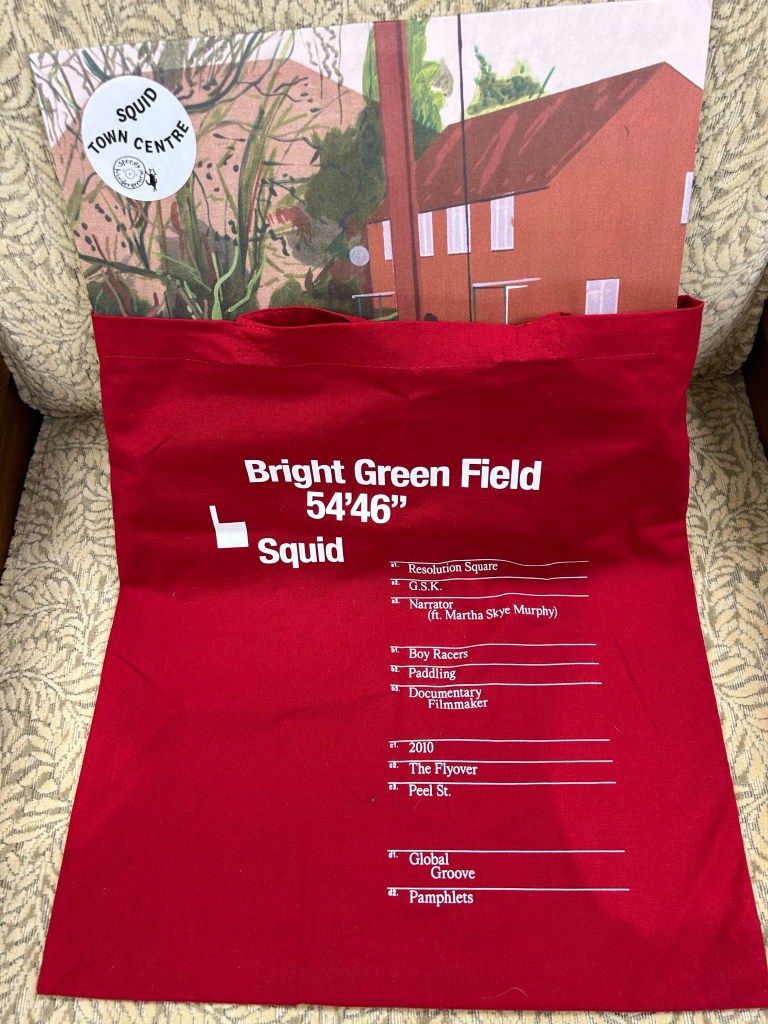 SQUID
TOWN CENTRE
Speedy
Wunderground
Bright Green Field
54'46"
Squid
a1. Resolution Square
a2. G.S.K.
a3. Narrator
(ft. Martha Skye Murphy)
b1. Boy Racers
b2. Paddling
b3. Documentary
Filmmaker
c1. 2010
c2. The Flyover
c3. Peel St.
d1. Global
Groove
d2. Pamphlets